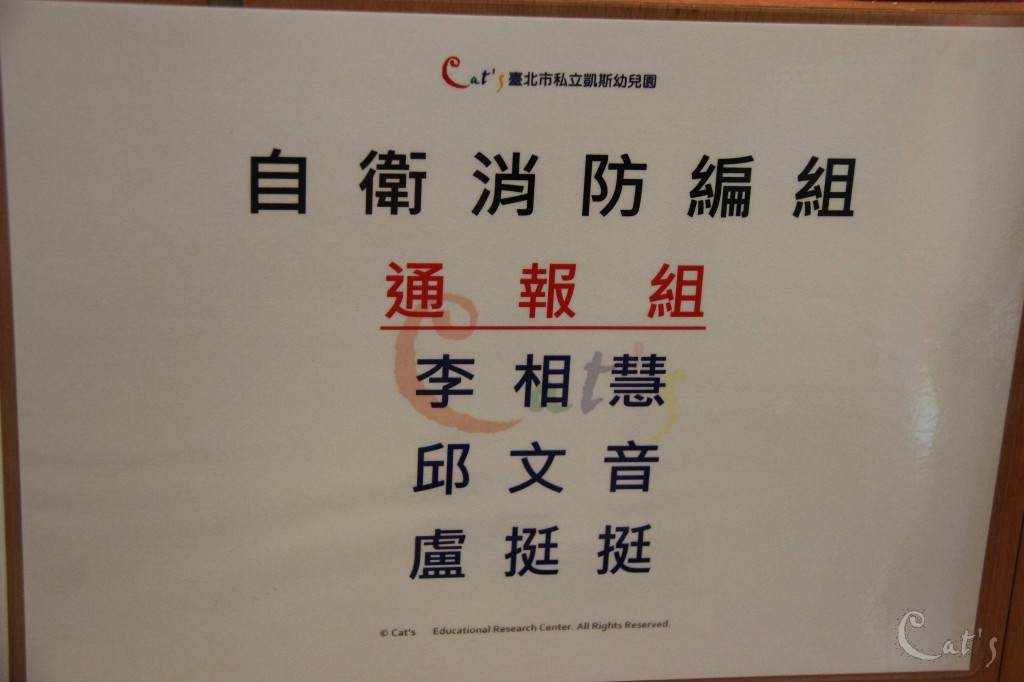 Cat's 臺北市私立凱斯幼兒園
自衛消防編組
通報組
Cat's
李相慧
邱文音
盧挺挺
© Cat's Educational Research Center. All Rights Reserved.
Cat's